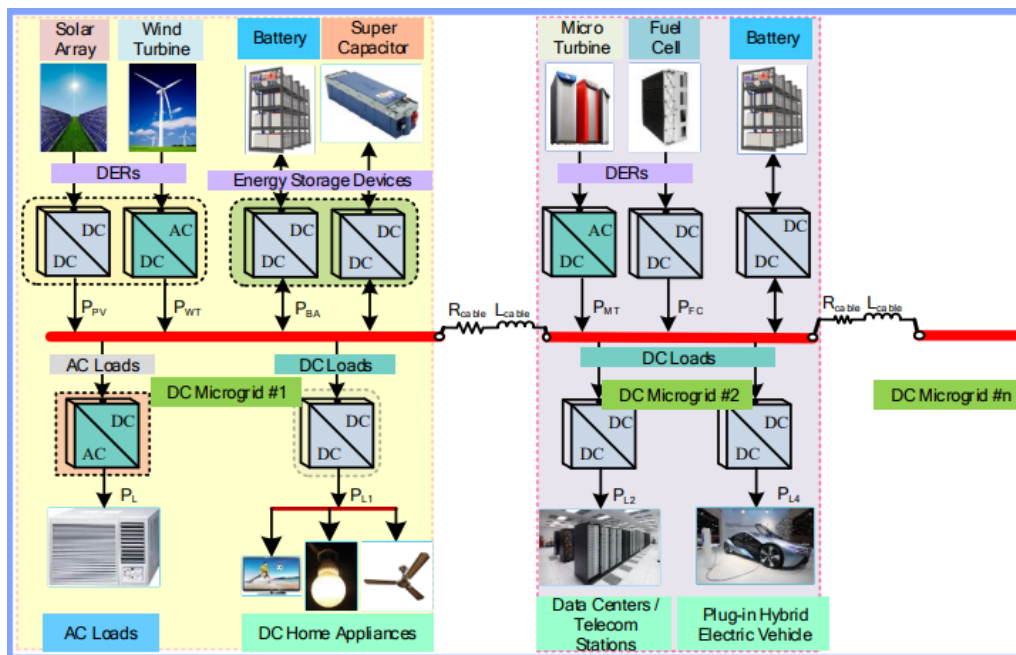 Solar
Array
Wind
Turbine
Battery
Super
Capacitor
Micro
Turbine
Fuel
Cell
Battery
DERs
Energy Storage Devices
DERs
DC
DC
AC
DC
DC
DC
DC
DC
AC
DC
DC
DC
DC
DC
PPV
PWT
PBA
Rcable
Lcable
PMT
PFC
Rcable
Lcable
AC Loads
DC Loads
DC Loads
DC Microgrid #1
DC Microgrid #2
DC Microgrid #n
DC
AC
DC
DC
DC
DC
DC
DC
PL
PL1
PL2
PL4
AC Loads
DC Home Appliances
Data Centers /
Telecom
Stations
Plug-in Hybrid
Electric Vehicle